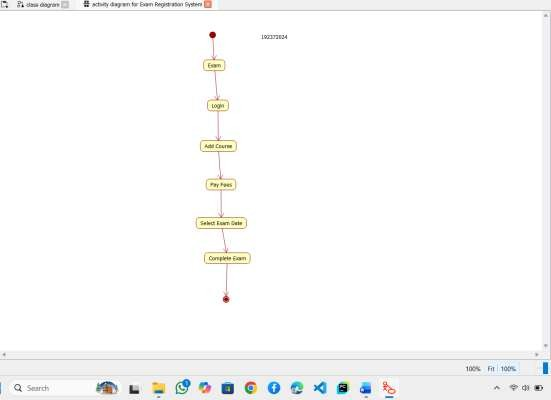 class diagram
activity diagram for Exam Registration System
192372024
Exam
Login
Add Course
Pay Fees
Select Exam Date
Complete Exam
100% Fit 100%
Search
1